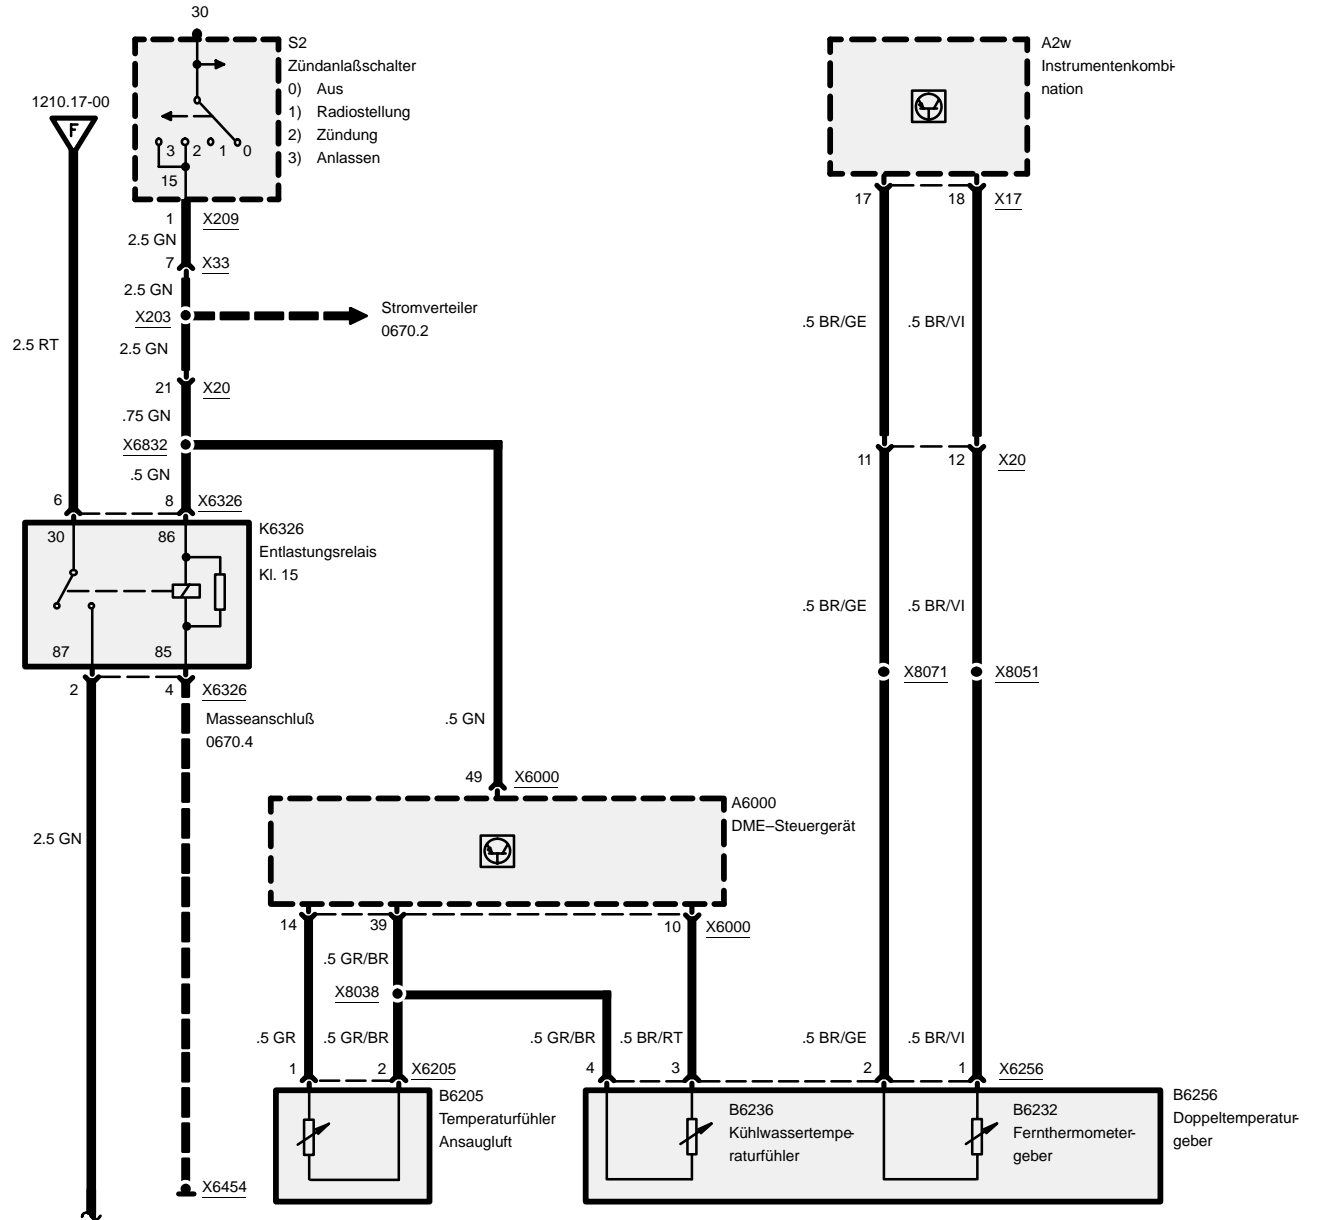 30
S2
Zündanlaßschalter
0) Aus
1) Radiostellung
2) Zündung
3) Anlassen
1210.17-00
F
3 2 1 0
15
1 X209
2.5 GN
7 X33
2.5 GN
X203
Stromverteiler
0670.2
2.5 RT
2.5 GN
21 X20
.75 GN
X6832
.5 GN
6 8 X6326
30 86
K6326
Entlastungsrelais
Kl. 15
87 85
2 4 X6326
Masseanschluß
0670.4
.5 GN
49 X6000
A6000
DME–Steuergerät
2.5 GN
14 39 10 X6000
.5 GR/BR
X8038
.5 GR .5 GR/BR .5 GR/BR .5 BR/RT
1 2 X6205
B6205
Temperaturfühler
Ansaugluft
X6454
A2w
Instrumentenkombi-
nation
17 18 X17
.5 BR/GE .5 BR/VI
11 12 X20
.5 BR/GE .5 BR/VI
X8071 X8051
.5 BR/GE .5 BR/VI
4 3 2 1 X6256
B6256
Doppeltemperatur-
geber
B6236
Kühlwassertempe-
raturfühler
B6232
Fernthermometer-
geber